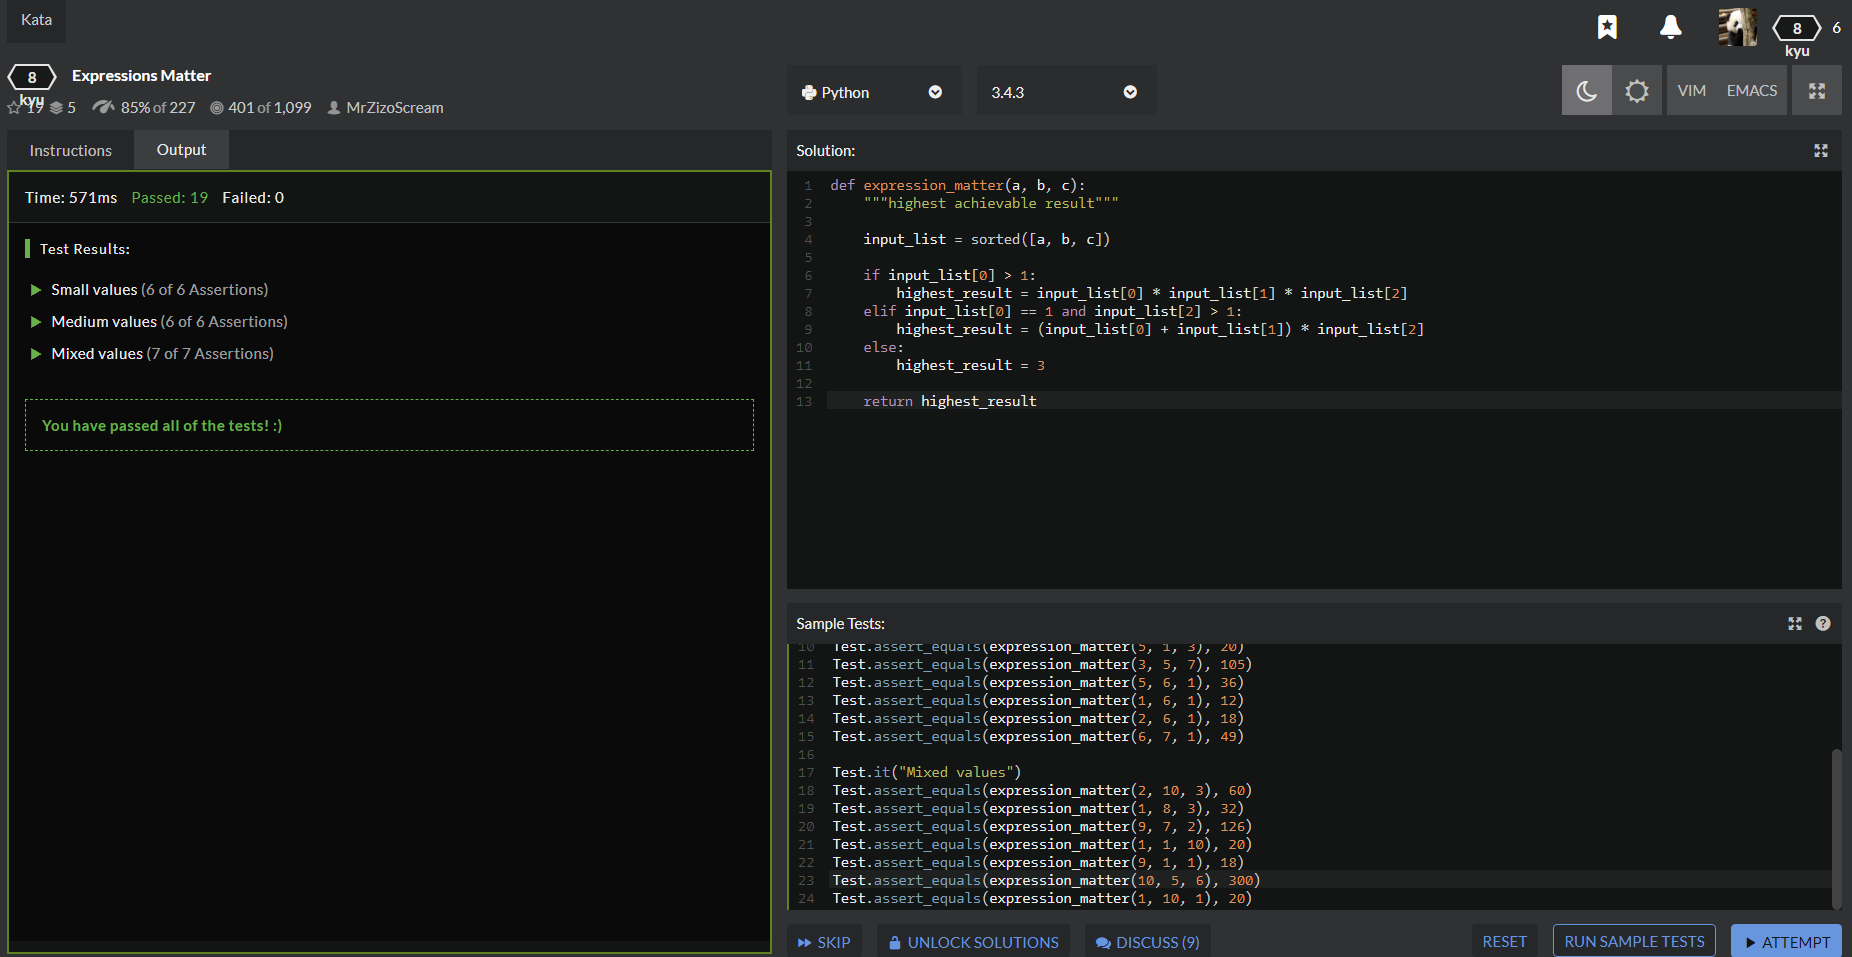 Kata
8
kyu
6
8
kyu
Expressions Matter
19 5 85% of 227 401 of 1,099 MrZizoScream
Python
3.4.3
VIM EMACS
Instructions Output
Time: 571ms Passed: 19 Failed: 0
Test Results:
Small values (6 of 6 Assertions)
Medium values (6 of 6 Assertions)
Mixed values (7 of 7 Assertions)
You have passed all of the tests! :)
Solution:
1 def expression_matter(a, b, c):
2 """highest achievable result"""
3
4 input_list = sorted([a, b, c])
5
6 if input_list[0] > 1:
7 highest_result = input_list[0] * input_list[1] * input_list[2]
8 elif input_list[0] == 1 and input_list[2] > 1:
9 highest_result = (input_list[0] + input_list[1]) * input_list[2]
10 else:
11 highest_result = 3
12
13 return highest_result
Sample Tests:
10 Test.assert_equals(expression_matter(5, 1, 3), 20)
11 Test.assert_equals(expression_matter(3, 5, 7), 105)
12 Test.assert_equals(expression_matter(5, 6, 1), 36)
13 Test.assert_equals(expression_matter(1, 6, 1), 12)
14 Test.assert_equals(expression_matter(2, 6, 1), 18)
15 Test.assert_equals(expression_matter(6, 7, 1), 49)
16
17 Test.it("Mixed values")
18 Test.assert_equals(expression_matter(2, 10, 3), 60)
19 Test.assert_equals(expression_matter(1, 8, 3), 32)
20 Test.assert_equals(expression_matter(9, 7, 2), 126)
21 Test.assert_equals(expression_matter(1, 1, 10), 20)
22 Test.assert_equals(expression_matter(9, 1, 1), 18)
23 Test.assert_equals(expression_matter(10, 5, 6), 300)
24 Test.assert_equals(expression_matter(1, 10, 1), 20)
SKIP UNLOCK SOLUTIONS DISCUSS (9) RESET RUN SAMPLE TESTS ATTEMPT